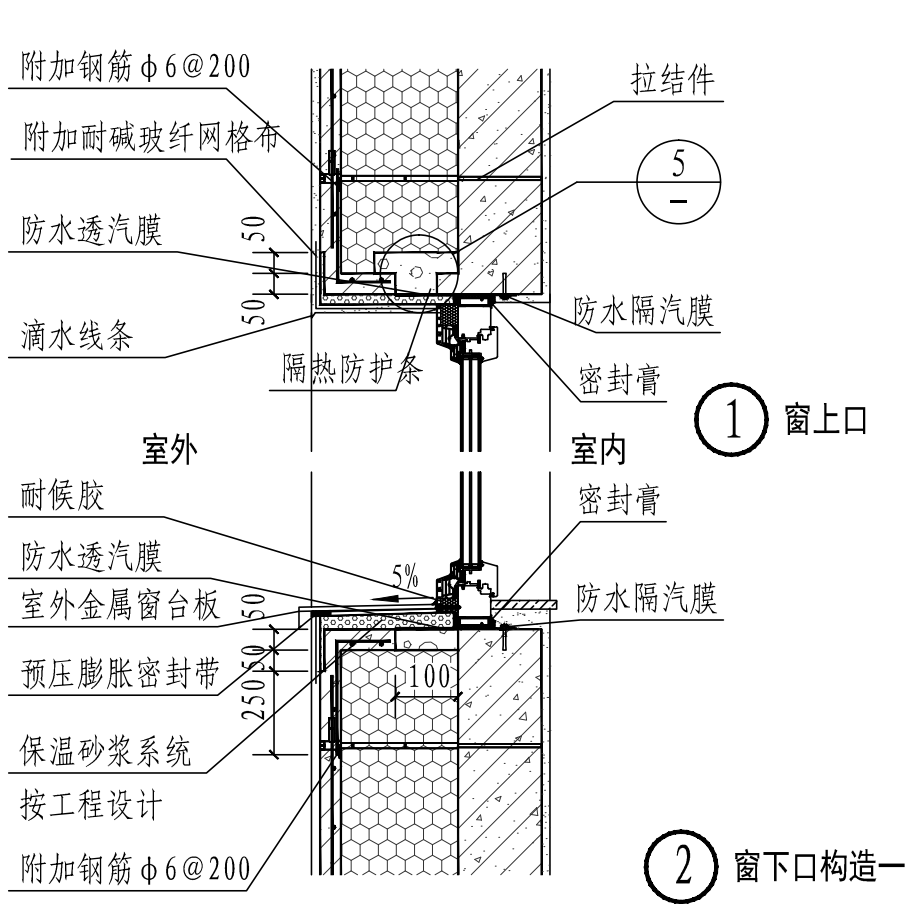 附加钢筋ϕ6@200
拉结件
附加耐碱玻纤网格布
5
–
防水透汽膜
50
50
防水隔汽膜
滴水线条
隔热防护条
密封膏
1 窗上口
室外
室内
耐候胶
密封膏
防水透汽膜
5%
室外金属窗台板
防水隔汽膜
50
50
预压膨胀密封带
100
250
保温砂浆系统
按工程设计
附加钢筋ϕ6@200
2 窗下口构造一